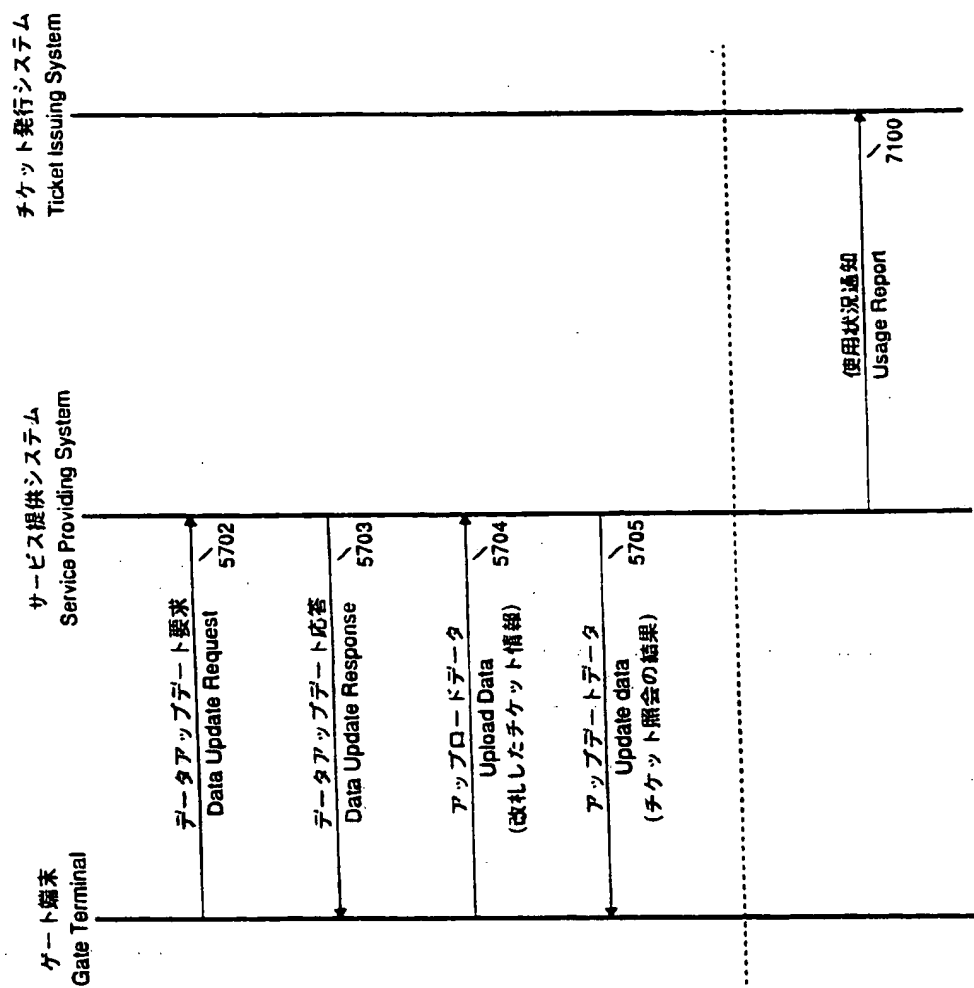 ゲート端末
Gate Terminal
サービス提供システム
Service Providing System
チケット発行システム
Ticket Issuing System
データアップデート要求
Data Update Request
5702
データアップデート応答
Data Update Response
5703
アップロードデータ
Upload Data
(改札したチケット情報)
5704
アップデートデータ
Update data
(チケット照会の結果)
5705
使用状況通知
Usage Report
7100